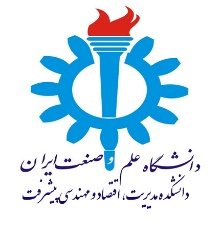 دانشگاه علم و صنعت ایران
دانشکده مدیریت، اقتصاد و مهندسی پیشرفت